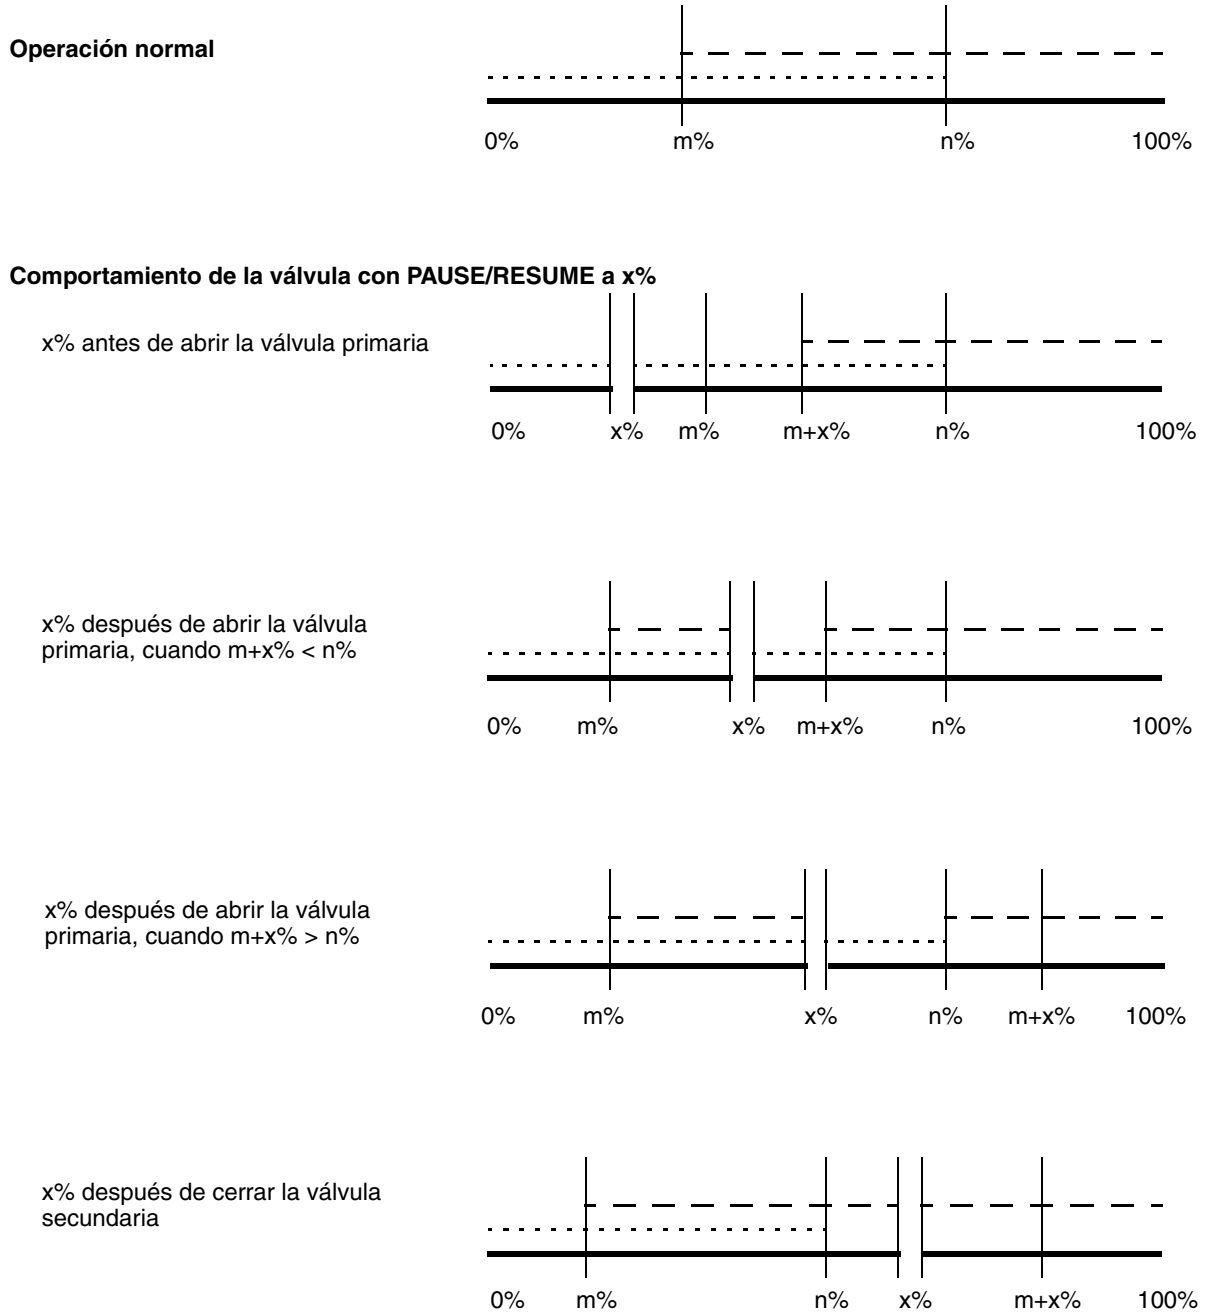 Operación normal
0% m% n% 100%
Comportamiento de la válvula con PAUSE/RESUME a x%
x% antes de abrir la válvula primaria
0% x% m% m+x% n% 100%
x% después de abrir la válvula
primaria, cuando m+x% < n%
0% m% x% m+x% n% 100%
x% después de abrir la válvula
primaria, cuando m+x% > n%
0% m% x% n% m+x% 100%
x% después de cerrar la válvula
secundaria
0% m% n% x% m+x% 100%